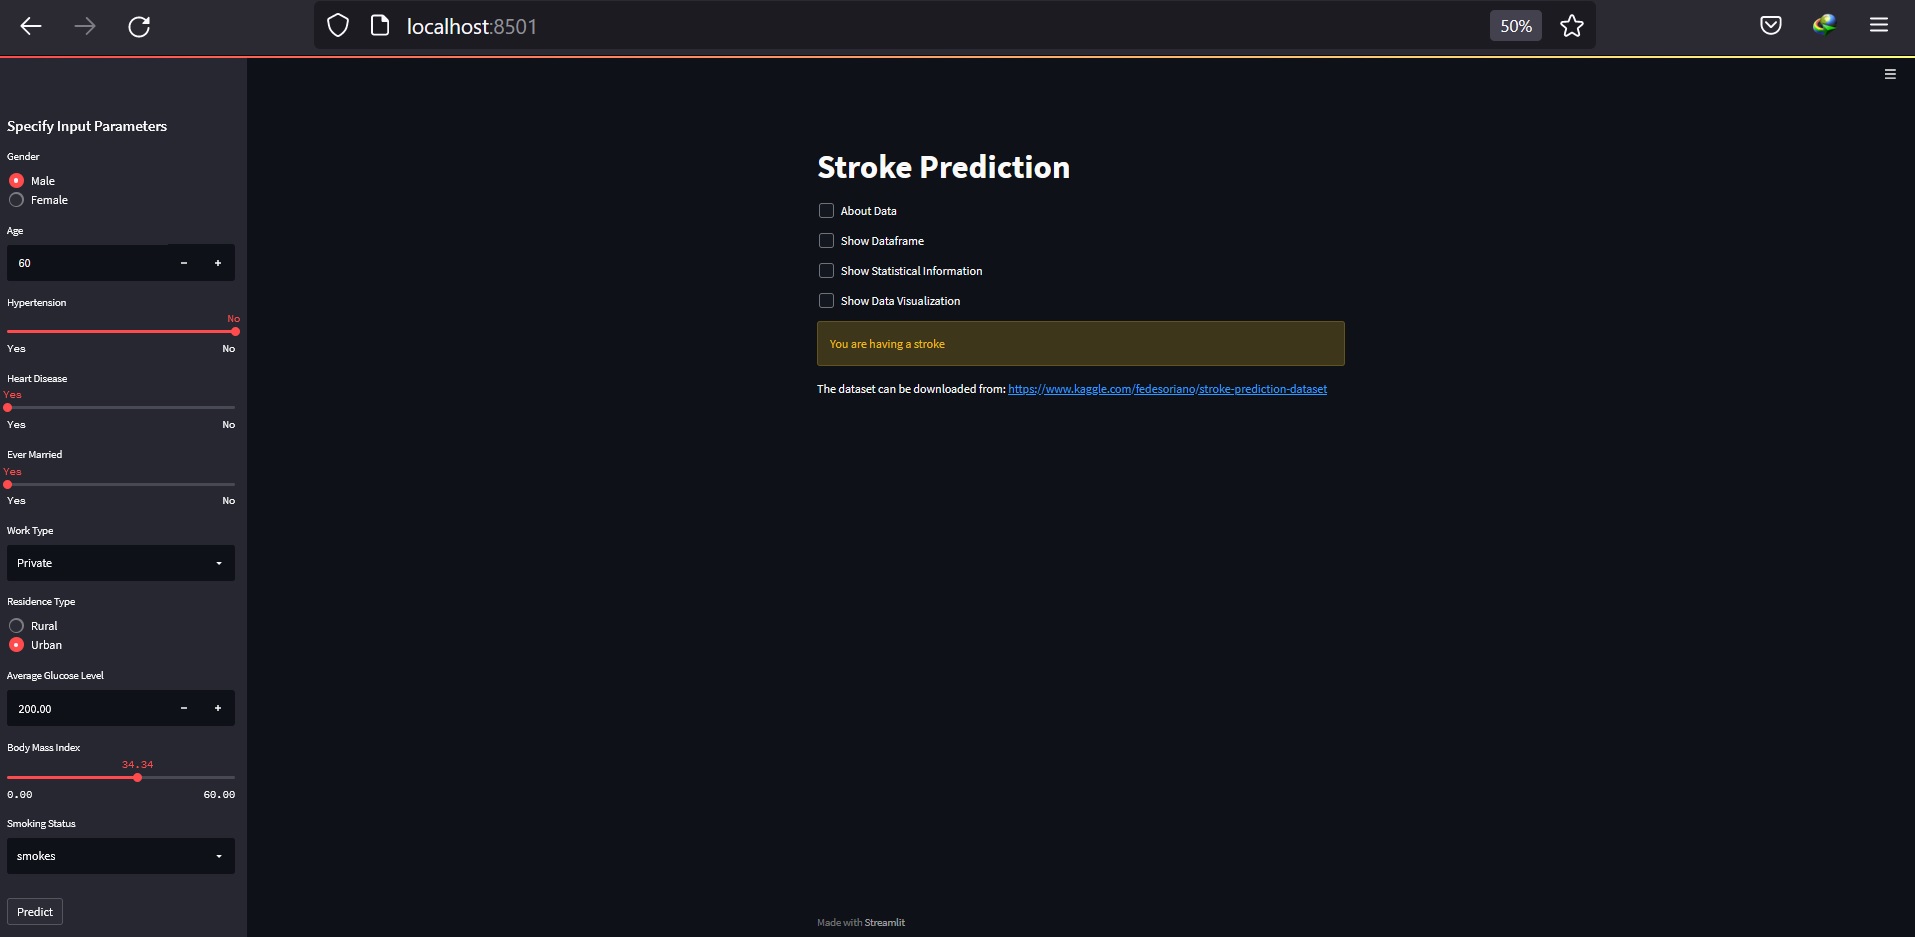 localhost:8501
50%
Specify Input Parameters
Gender
Male
Female
Age
60
Hypertension
No
Yes No
Heart Disease
Yes
Yes No
Ever Married
Yes
Yes No
Work Type
Private
Residence Type
Rural
Urban
Average Glucose Level
200.00
Body Mass Index
34.34
0.00 60.00
Smoking Status
smokes
Predict
Stroke Prediction
About Data
Show Dataframe
Show Statistical Information
Show Data Visualization
You are having a stroke
The dataset can be downloaded from: https://www.kaggle.com/fedesoriano/stroke-prediction-dataset
Made with Streamlit